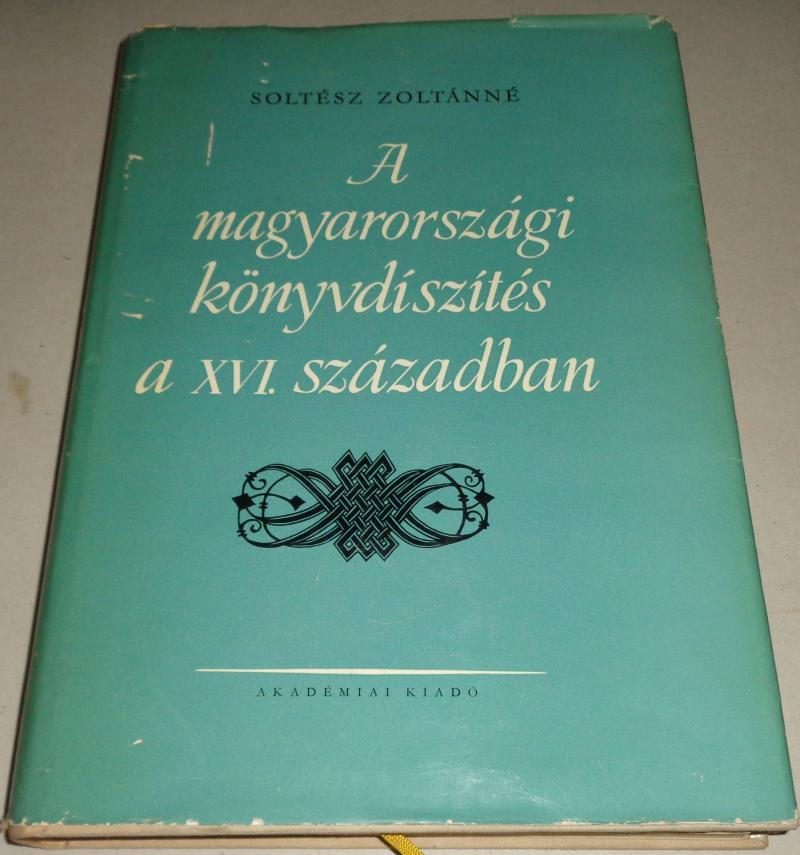 SOLTÉSZ ZOLTÁNNÉ
A
magyarországi
könyvdíszítés
a XVI. században
AKADÉMIAI KIADÓ